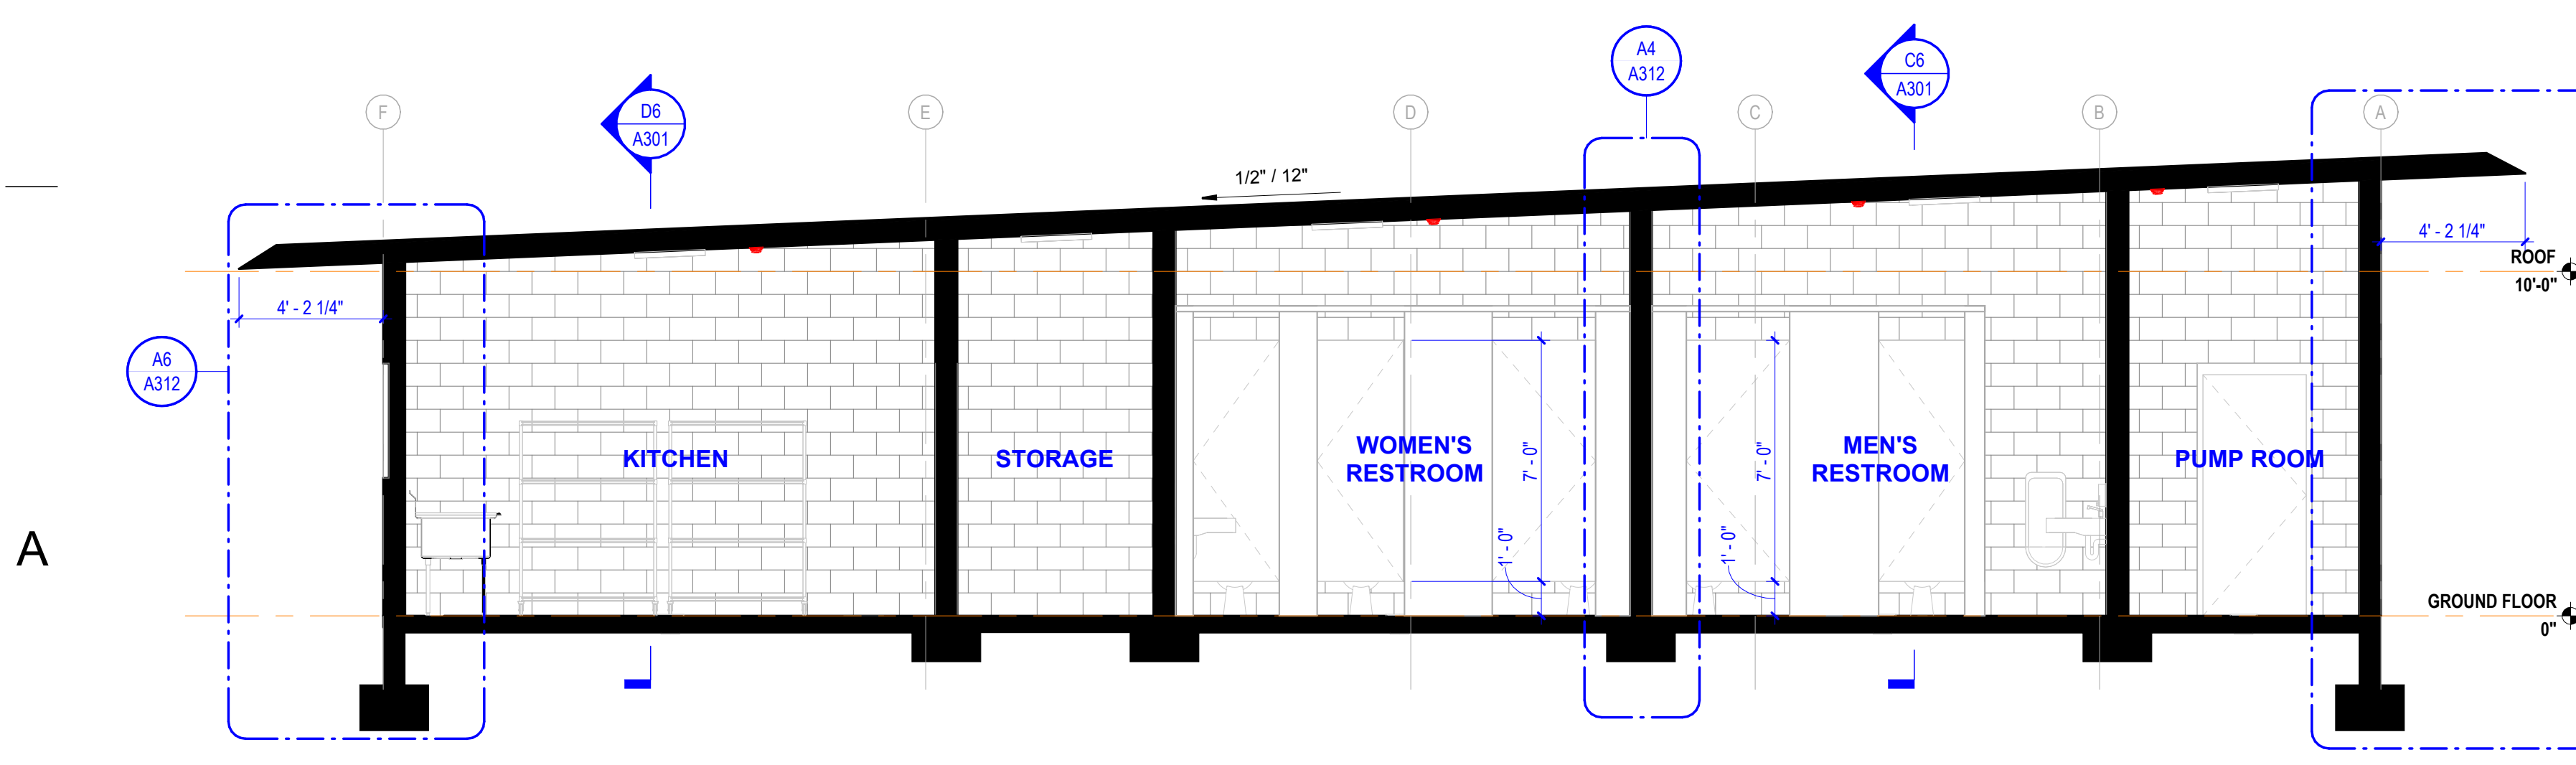 A4
A312
C6
A301
D6
A301
F
E
D
C
B
A
1/2" / 12"
4' - 2 1/4"
ROOF
10'-0"
4' - 2 1/4"
A6
A312
KITCHEN
STORAGE
WOMEN'S
RESTROOM
7' - 0"
7' - 0"
MEN'S
RESTROOM
PUMP ROOM
A
1' - 0"
1' - 0"
GROUND FLOOR
0"